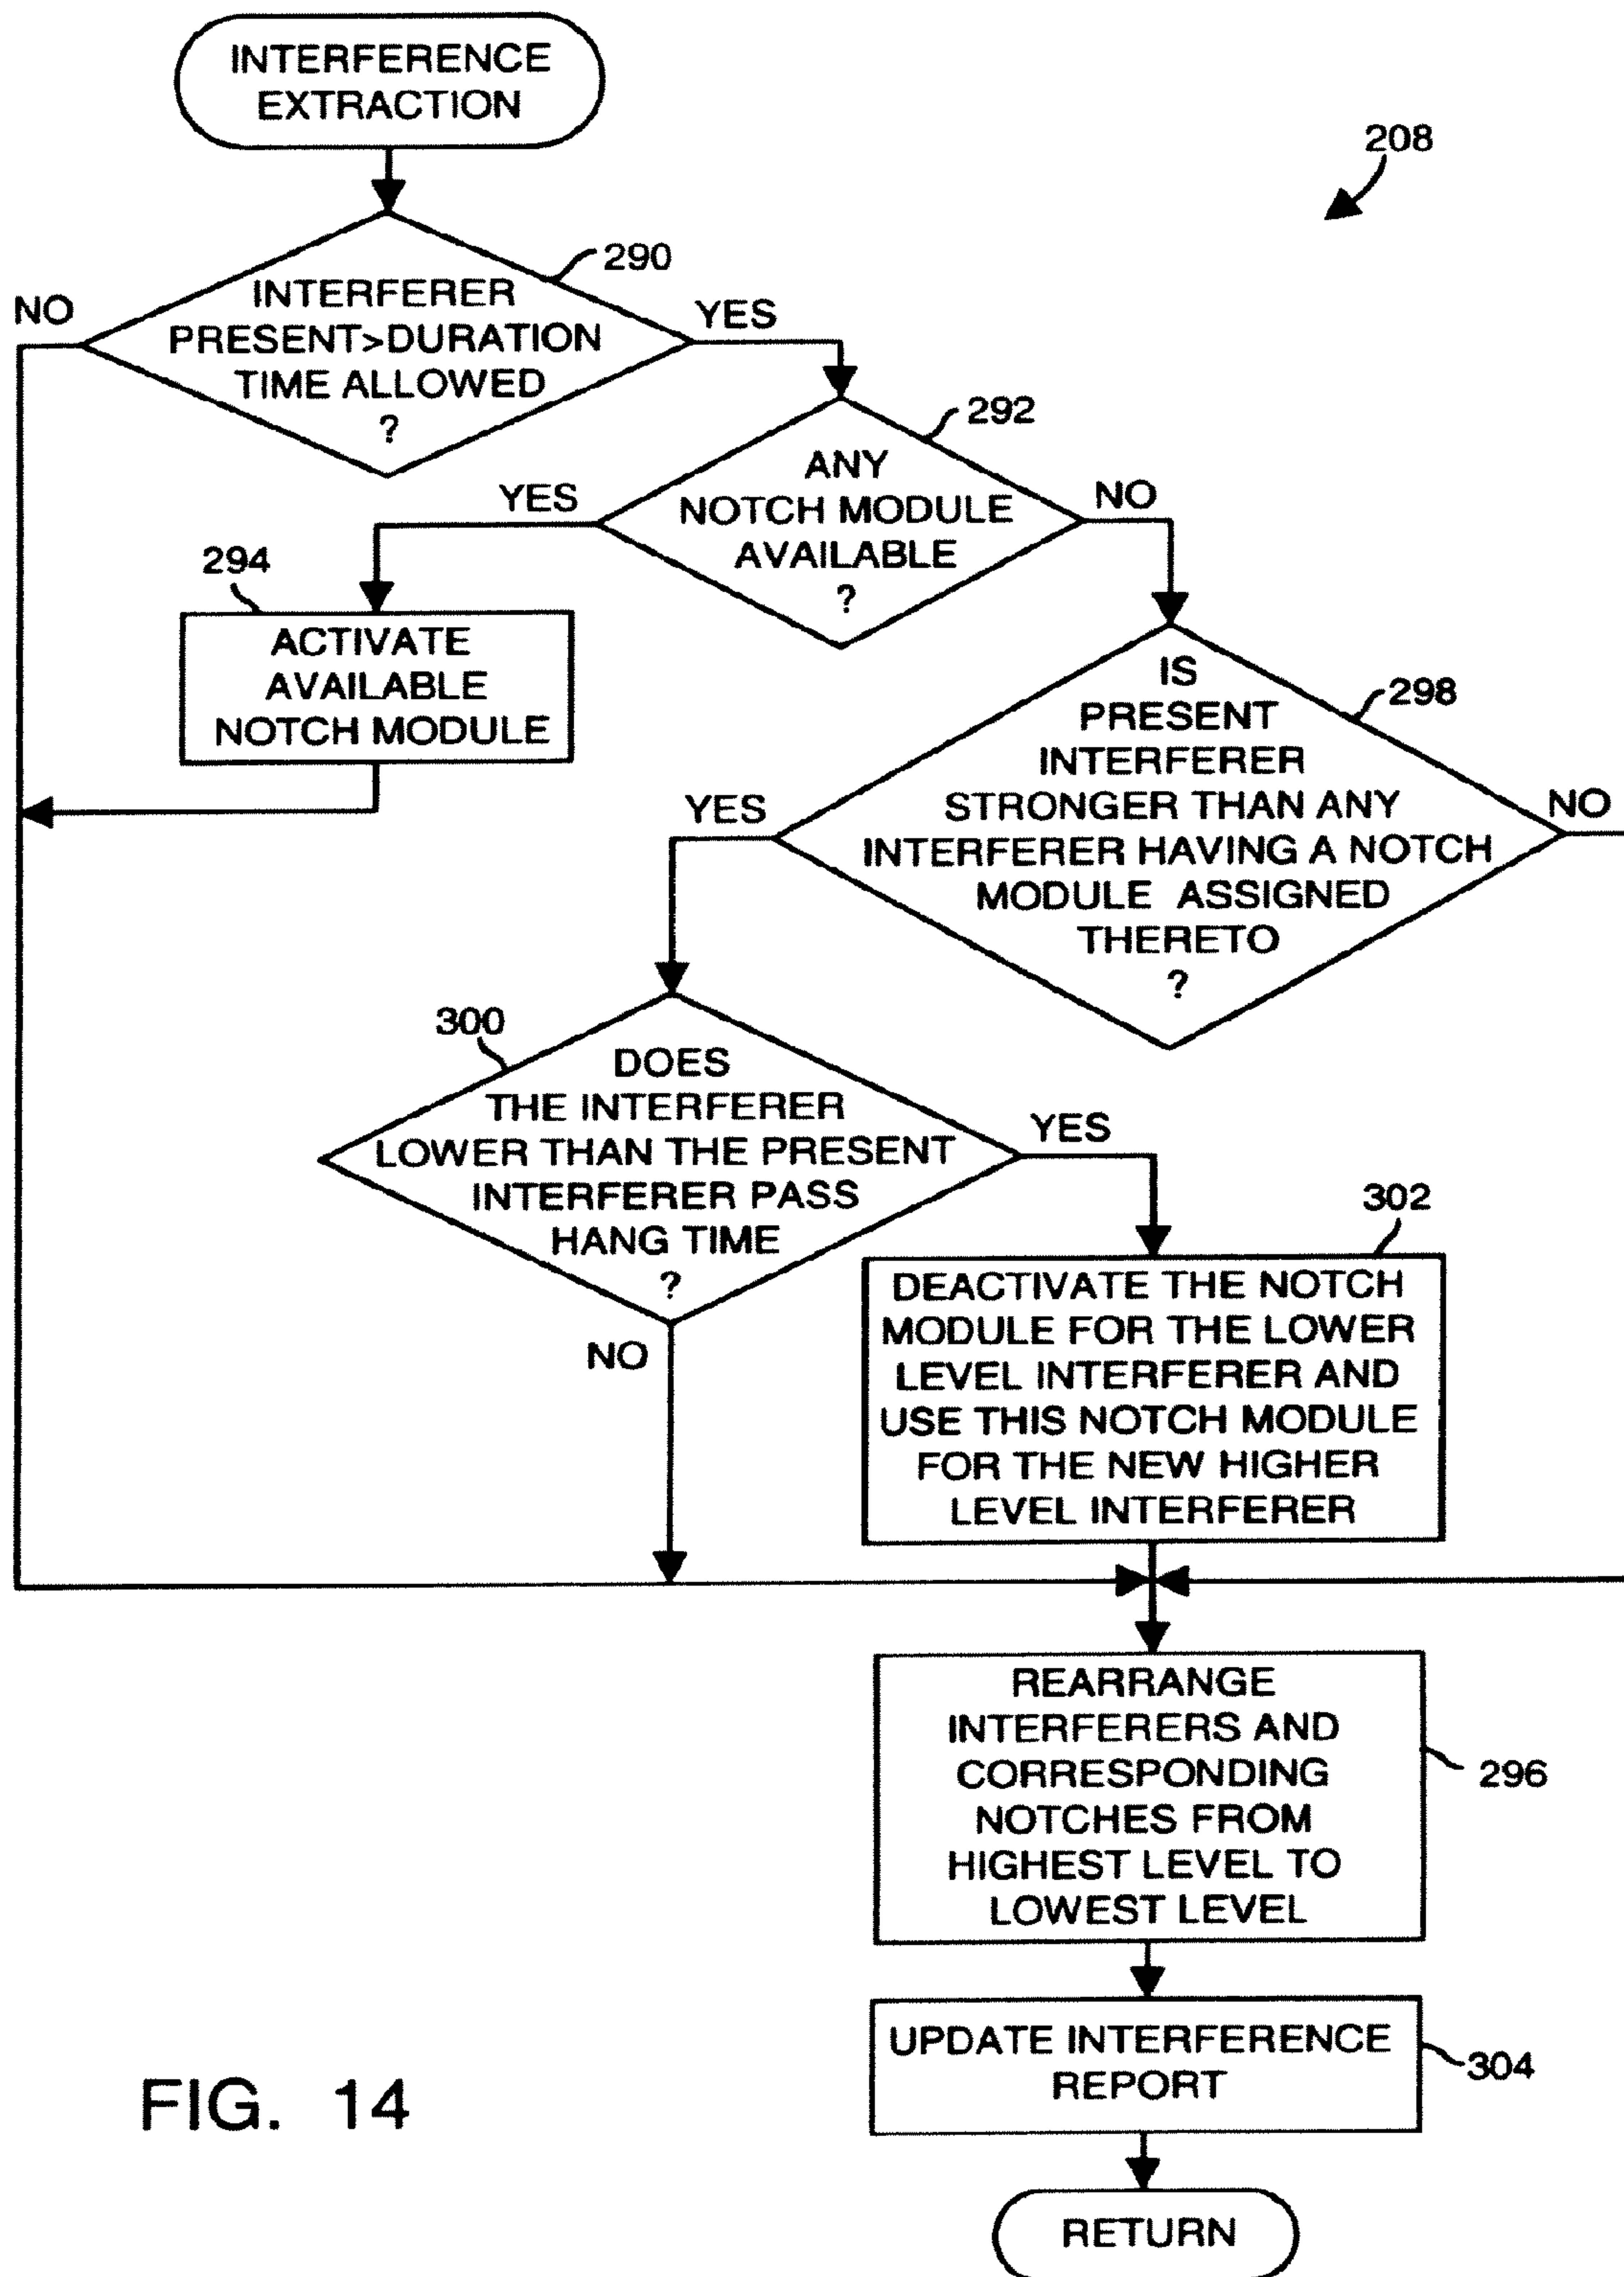 INTERFERENCE
EXTRACTION
208
290
NO
INTERFERER
PRESENT>DURATION
TIME ALLOWED
?
YES
292
ANY
NOTCH MODULE
AVAILABLE
?
YES
NO
294
ACTIVATE
AVAILABLE
NOTCH MODULE
298
IS
PRESENT
INTERFERER
STRONGER THAN ANY
INTERFERER HAVING A NOTCH
MODULE ASSIGNED
THERETO
?
YES
NO
300
DOES
THE INTERFERER
LOWER THAN THE PRESENT
INTERFERER PASS
HANG TIME
?
YES
NO
302
DEACTIVATE THE NOTCH
MODULE FOR THE LOWER
LEVEL INTERFERER AND
USE THIS NOTCH MODULE
FOR THE NEW HIGHER
LEVEL INTERFERER
REARRANGE
INTERFERERS AND
CORRESPONDING
NOTCHES FROM
HIGHEST LEVEL TO
LOWEST LEVEL
296
UPDATE INTERFERENCE
REPORT
304
RETURN
FIG. 14